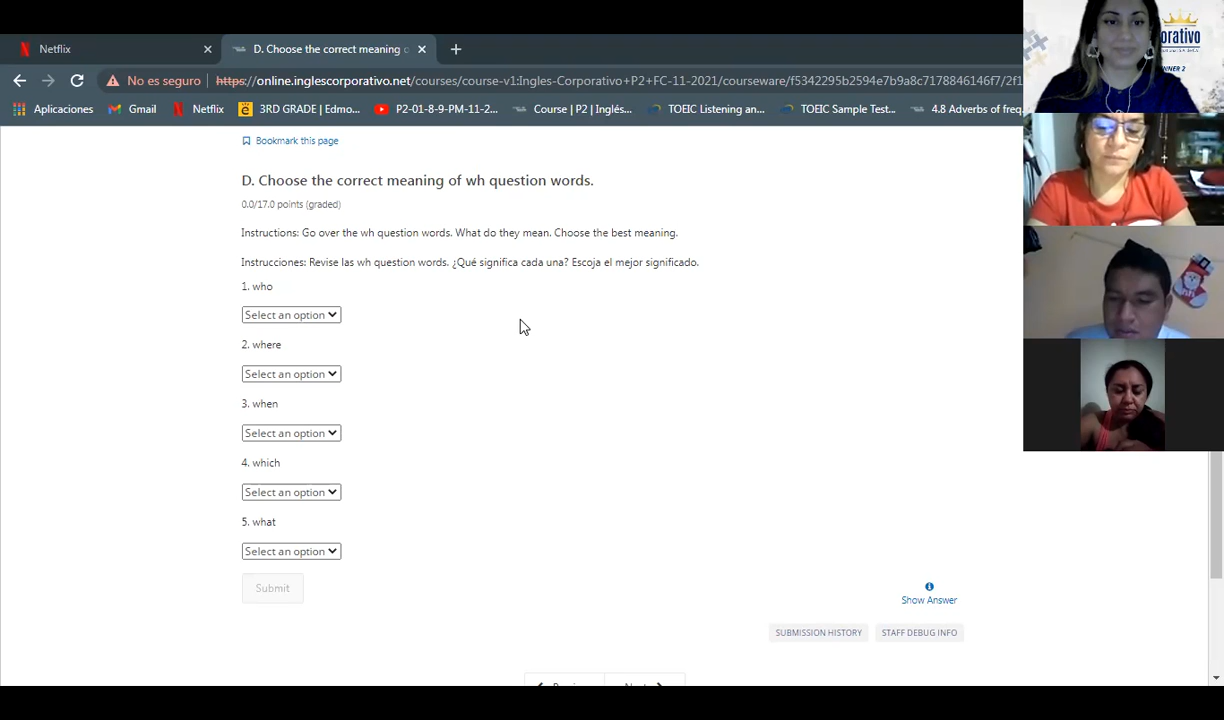 Netflix
D. Choose the correct meaning o
No es seguro
https://online.inglescorporativo.net/courses/course-v1:Ingles-Corporativo+P2+FC-11-2021/courseware/f5342295b2594e7b9a8c7178846146f7/2f1
Aplicaciones
Gmail
Netflix
3RD GRADE | Edmo...
P2-01-8-9-PM-11-2...
Course | P2 | Inglés...
TOEIC Listening an...
TOEIC Sample Test...
4.8 Adverbs of freq
orativo
NNER 2
Bookmark this page
D. Choose the correct meaning of wh question words.
0.0/17.0 points (graded)
Instructions: Go over the wh question words. What do they mean. Choose the best meaning.
Instrucciones: Revise las wh question words. ¿Qué significa cada una? Escoja el mejor significado.
1. who
Select an option
2. where
Select an option
3. when
Select an option
4. which
Select an option
5. what
Select an option
Submit
Show Answer
SUBMISSION HISTORY
STAFF DEBUG INFO